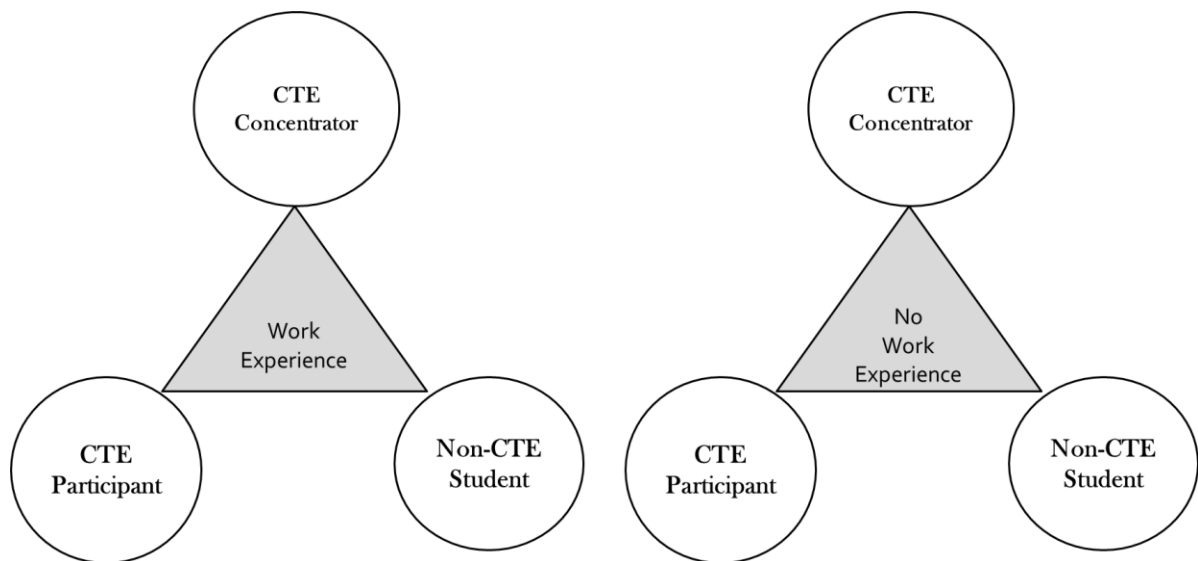 CTE
Concentrator
Work
Experience
CTE
Participant
Non-CTE
Student
CTE
Concentrator
No
Work
Experience
CTE
Participant
Non-CTE
Student